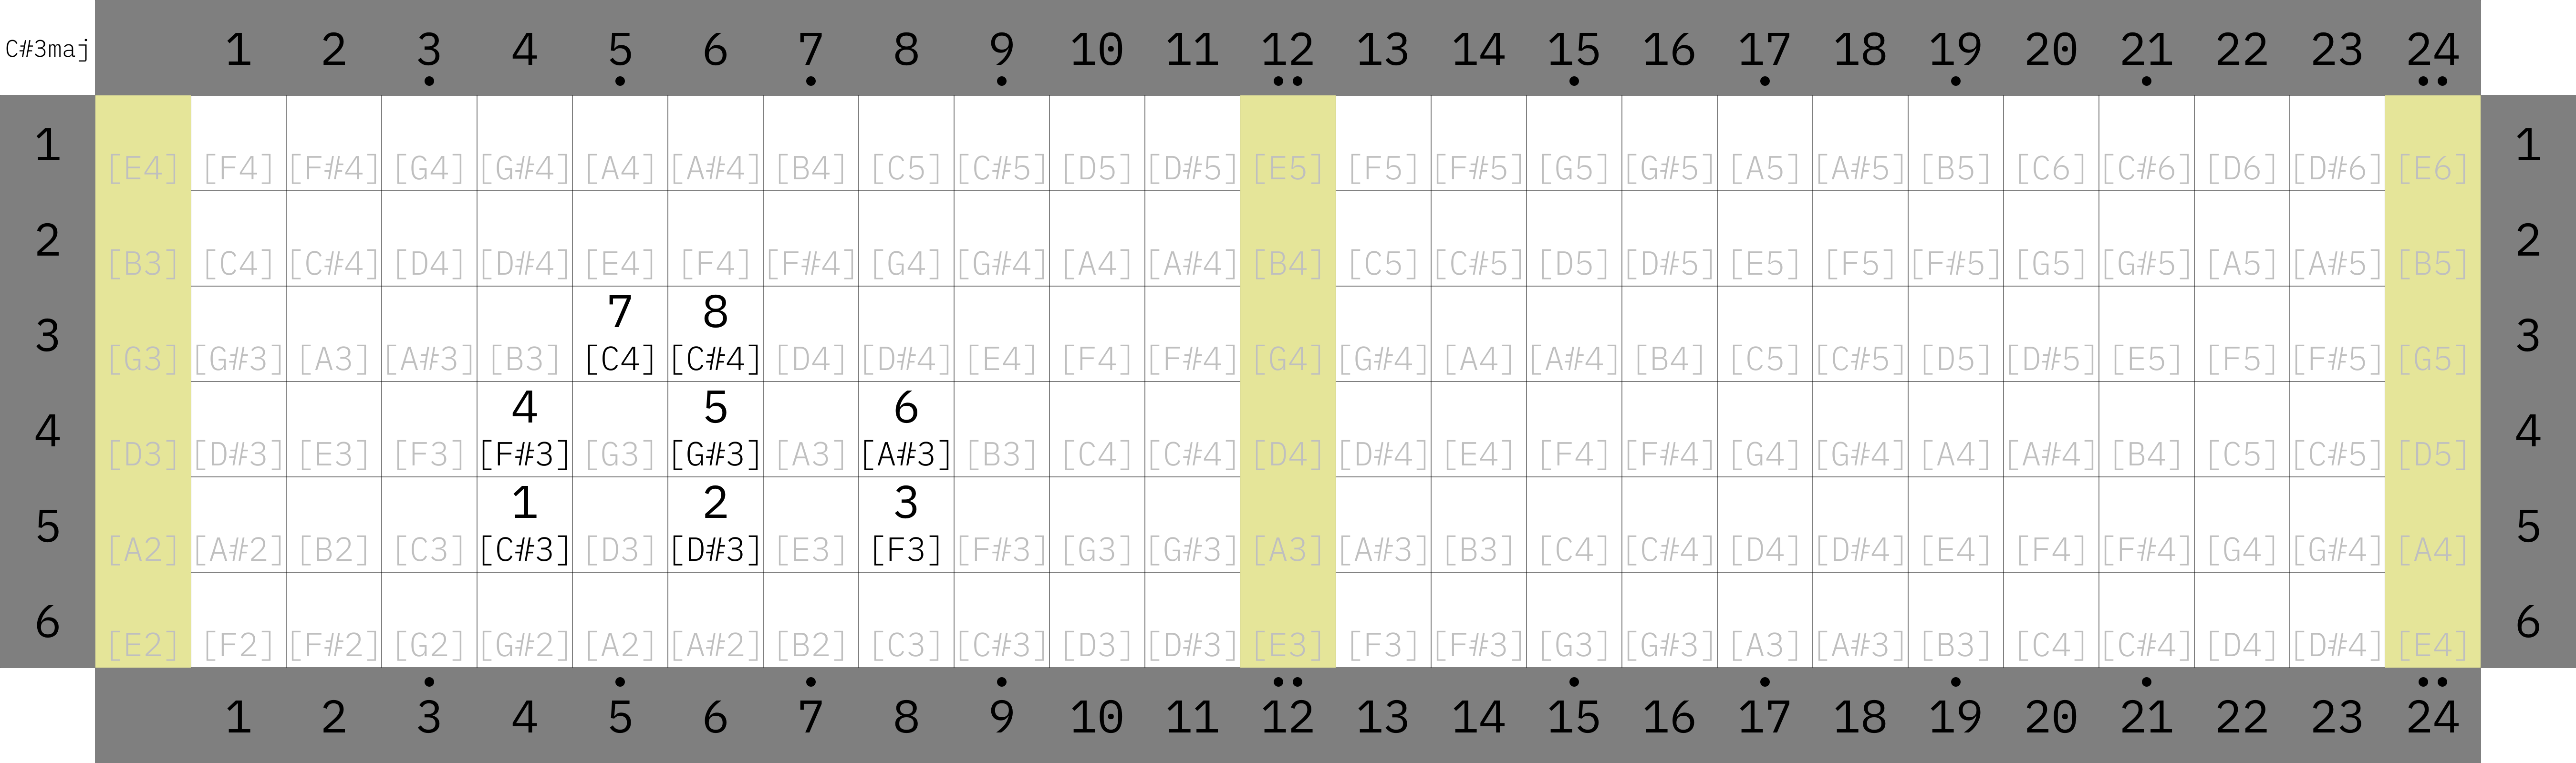 C#3maj 1 2 3 4 5 6 7 8 9 10 11 12 13 14 15 16 17 18 19 20 21 22 23 24
1 [E4] [F4] [F#4] [G4] [G#4] [A4] [A#4] [B4] [C5] [C#5] [D5] [D#5] [E5] [F5] [F#5] [G5] [G#5] [A5] [A#5] [B5] [C6] [C#6] [D6] [D#6] [E6] 1
2 [B3] [C4] [C#4] [D4] [D#4] [E4] [F4] [F#4] [G4] [G#4] [A4] [A#4] [B4] [C5] [C#5] [D5] [D#5] [E5] [F5] [F#5] [G5] [G#5] [A5] [A#5] [B5] 2
7 8
3 [G3] [G#3] [A3] [A#3] [B3] [C4] [C#4] [D4] [D#4] [E4] [F4] [F#4] [G4] [G#4] [A4] [A#4] [B4] [C5] [C#5] [D5] [D#5] [E5] [F5] [F#5] [G5] 3
4 5 6
4 [D3] [D#3] [E3] [F3] [F#3] [G3] [G#3] [A3] [A#3] [B3] [C4] [C#4] [D4] [D#4] [E4] [F4] [F#4] [G4] [G#4] [A4] [A#4] [B4] [C5] [C#5] [D5] 4
1 2 3
5 [A2] [A#2] [B2] [C3] [C#3] [D3] [D#3] [E3] [F3] [F#3] [G3] [G#3] [A3] [A#3] [B3] [C4] [C#4] [D4] [D#4] [E4] [F4] [F#4] [G4] [G#4] [A4] 5
6 [E2] [F2] [F#2] [G2] [G#2] [A2] [A#2] [B2] [C3] [C#3] [D3] [D#3] [E3] [F3] [F#3] [G3] [G#3] [A3] [A#3] [B3] [C4] [C#4] [D4] [D#4] [E4] 6
1 2 3 4 5 6 7 8 9 10 11 12 13 14 15 16 17 18 19 20 21 22 23 24